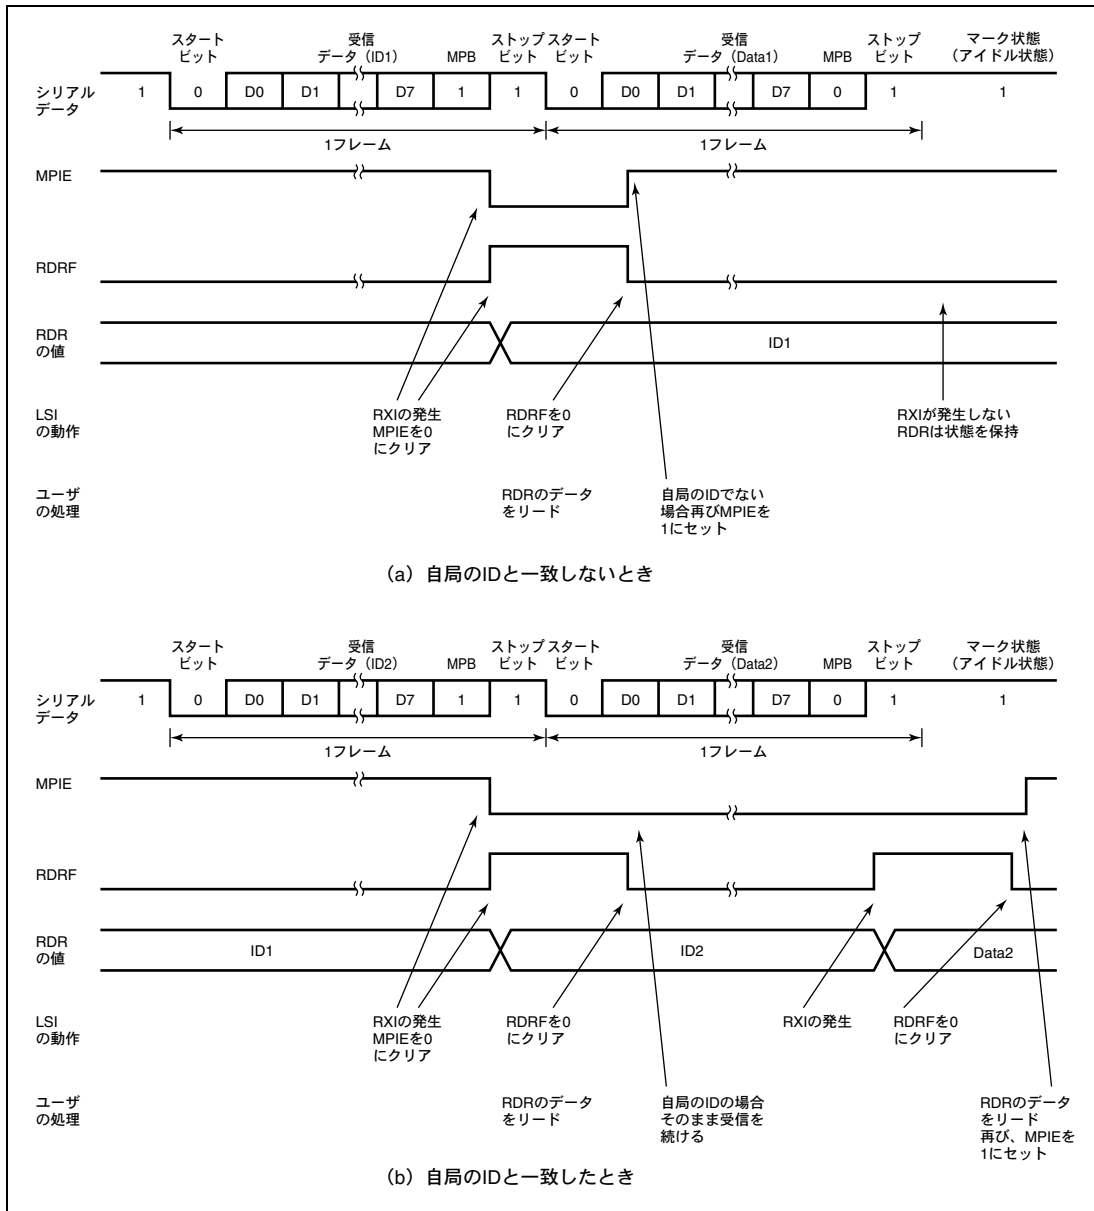 スタート 受信 ストップ スタート 受信 ストップ マーク状態
ビット データ（ID1） MPB ビット ビット データ（Data1） MPB ビット （アイドル状態）
シリアル 1 0 D0 D1 D7 1 1 0 D0 D1 D7 0 1 1
データ
1フレーム 1フレーム
MPIE
RDRF
RDR
の値
ID1
LSI
の動作
RXIの発生
MPIEを0
にクリア
RDRFを0
にクリア
RXIが発生しない
RDRは状態を保持
ユーザ
の処理
RDRのデータ
をリード
自局のIDでない
場合再びMPIEを
1にセット
（a）自局のIDと一致しないとき
スタート 受信 ストップ スタート 受信 ストップ マーク状態
ビット データ（ID2） MPB ビット ビット データ（Data2） MPB ビット （アイドル状態）
シリアル 1 0 D0 D1 D7 1 1 0 D0 D1 D7 0 1 1
データ
1フレーム 1フレーム
MPIE
RDRF
RDR
の値
ID1 ID2 Data2
LSI
の動作
RXIの発生
MPIEを0
にクリア
RDRFを0
にクリア
RXIの発生
RDRFを0
にクリア
ユーザ
の処理
RDRのデータ
をリード
自局のIDの場合
そのまま受信を
続ける
RDRのデータ
をリード
再び、MPIEを
1にセット
（b）自局のIDと一致したとき